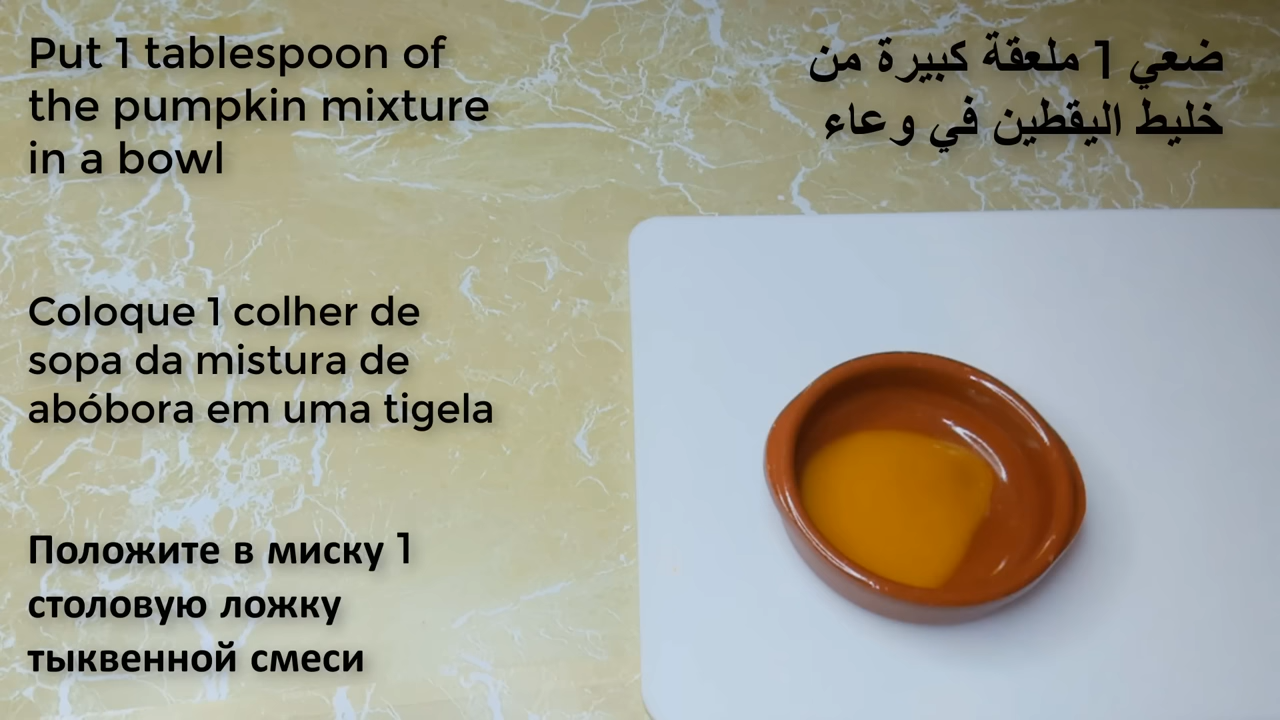 Put 1 tablespoon of
the pumpkin mixture
in a bowl
ضعي 1 ملعقة كبيرة من
خليط اليقطين في وعاء
Coloque 1 colher de
sopa da mistura de
abóbora em uma tigela
Положите в миску 1
столовую ложку
тыквенной смеси